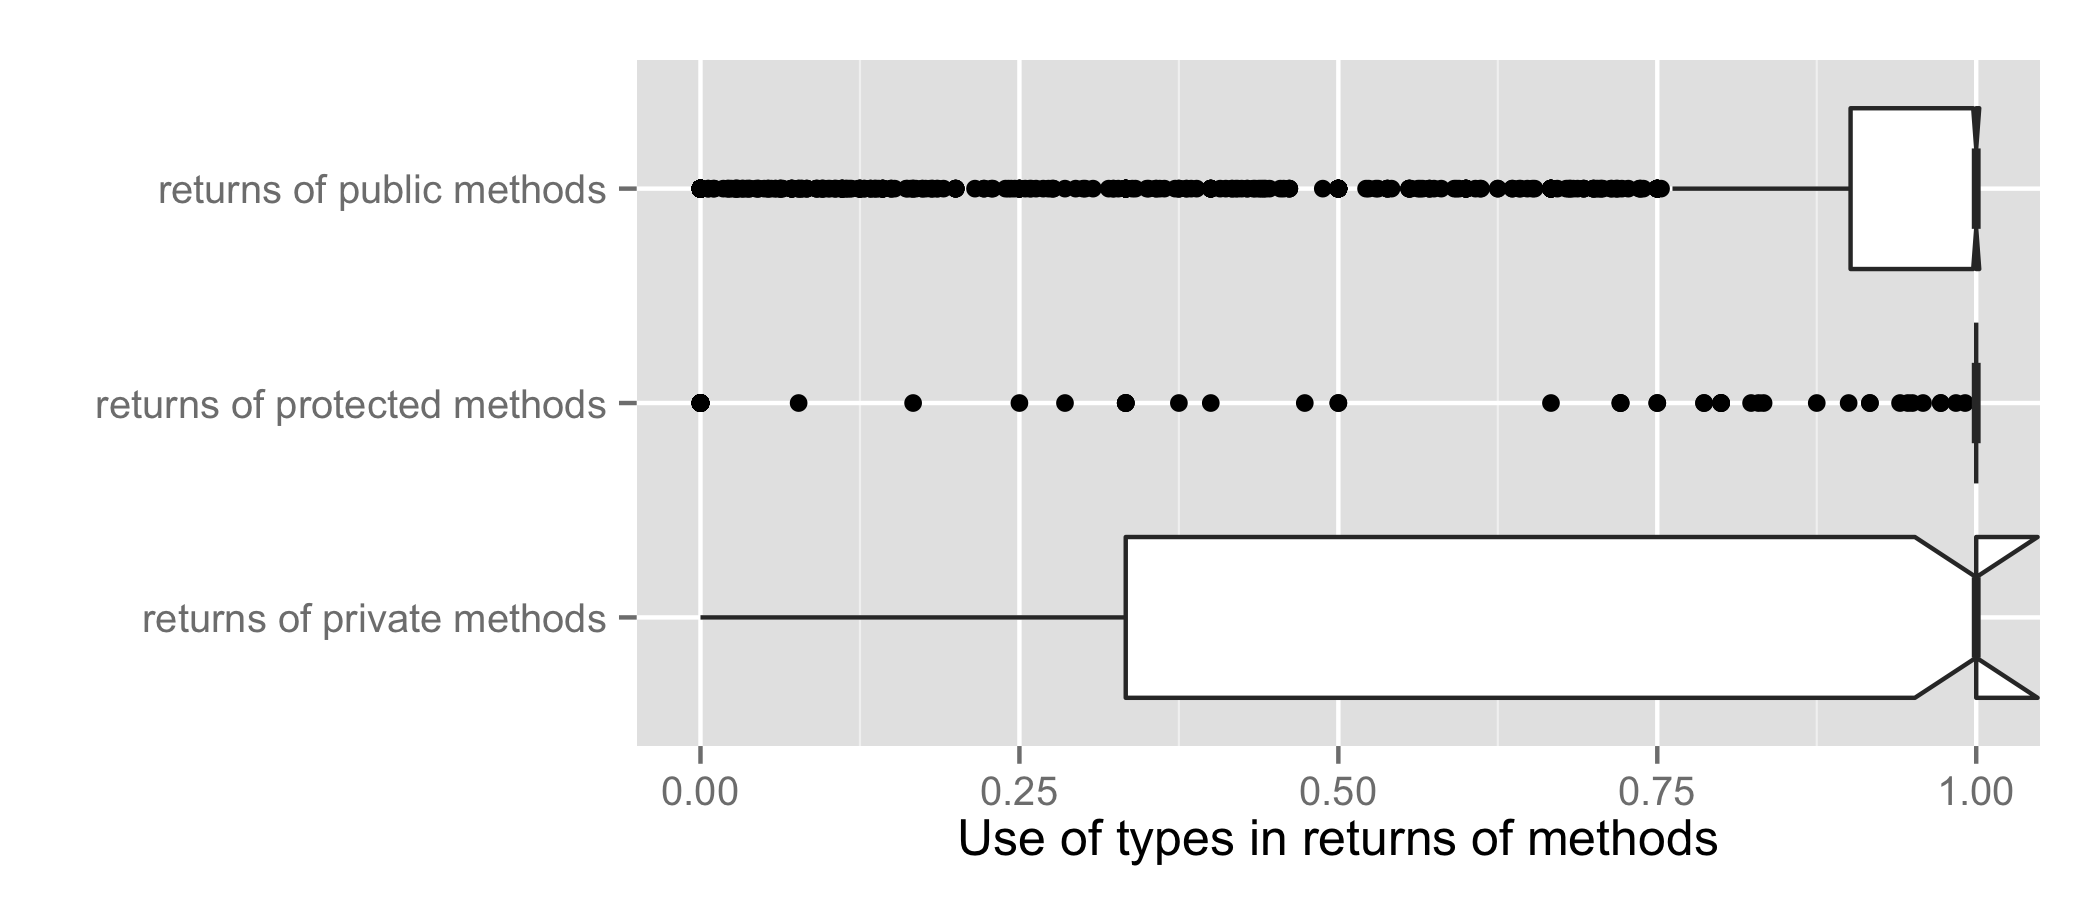 returns of public methods
returns of protected methods
returns of private methods
0.00 0.25 0.50 0.75 1.00
Use of types in returns of methods